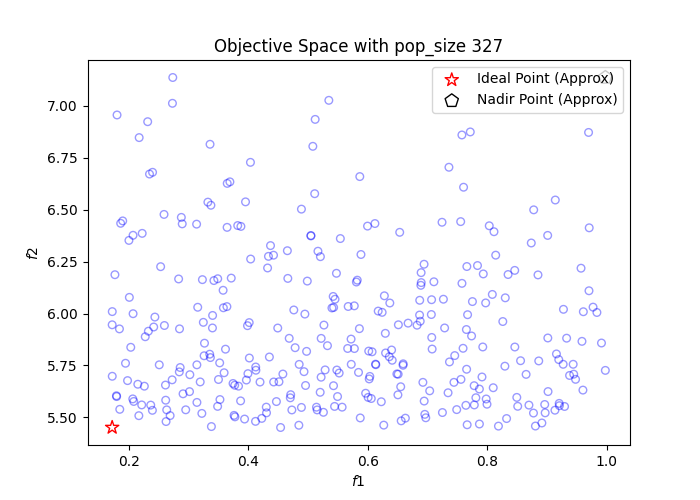 Objective Space with pop_size 327
Ideal Point (Approx)
Nadir Point (Approx)
f2
7.00
6.75
6.50
6.25
6.00
5.75
5.50
0.2 0.4 0.6 0.8 1.0
f1